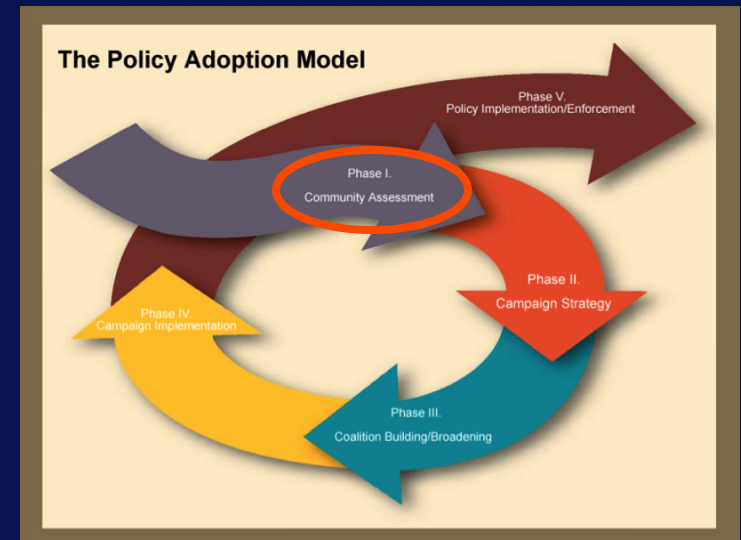 The Policy Adoption Model
Phase V.
Policy Implementation/Enforcement
Phase I.
Community Assessment
Phase II.
Campaign Strategy
Phase IV.
Campaign Implementation
Phase III.
Coalition Building/Broadening